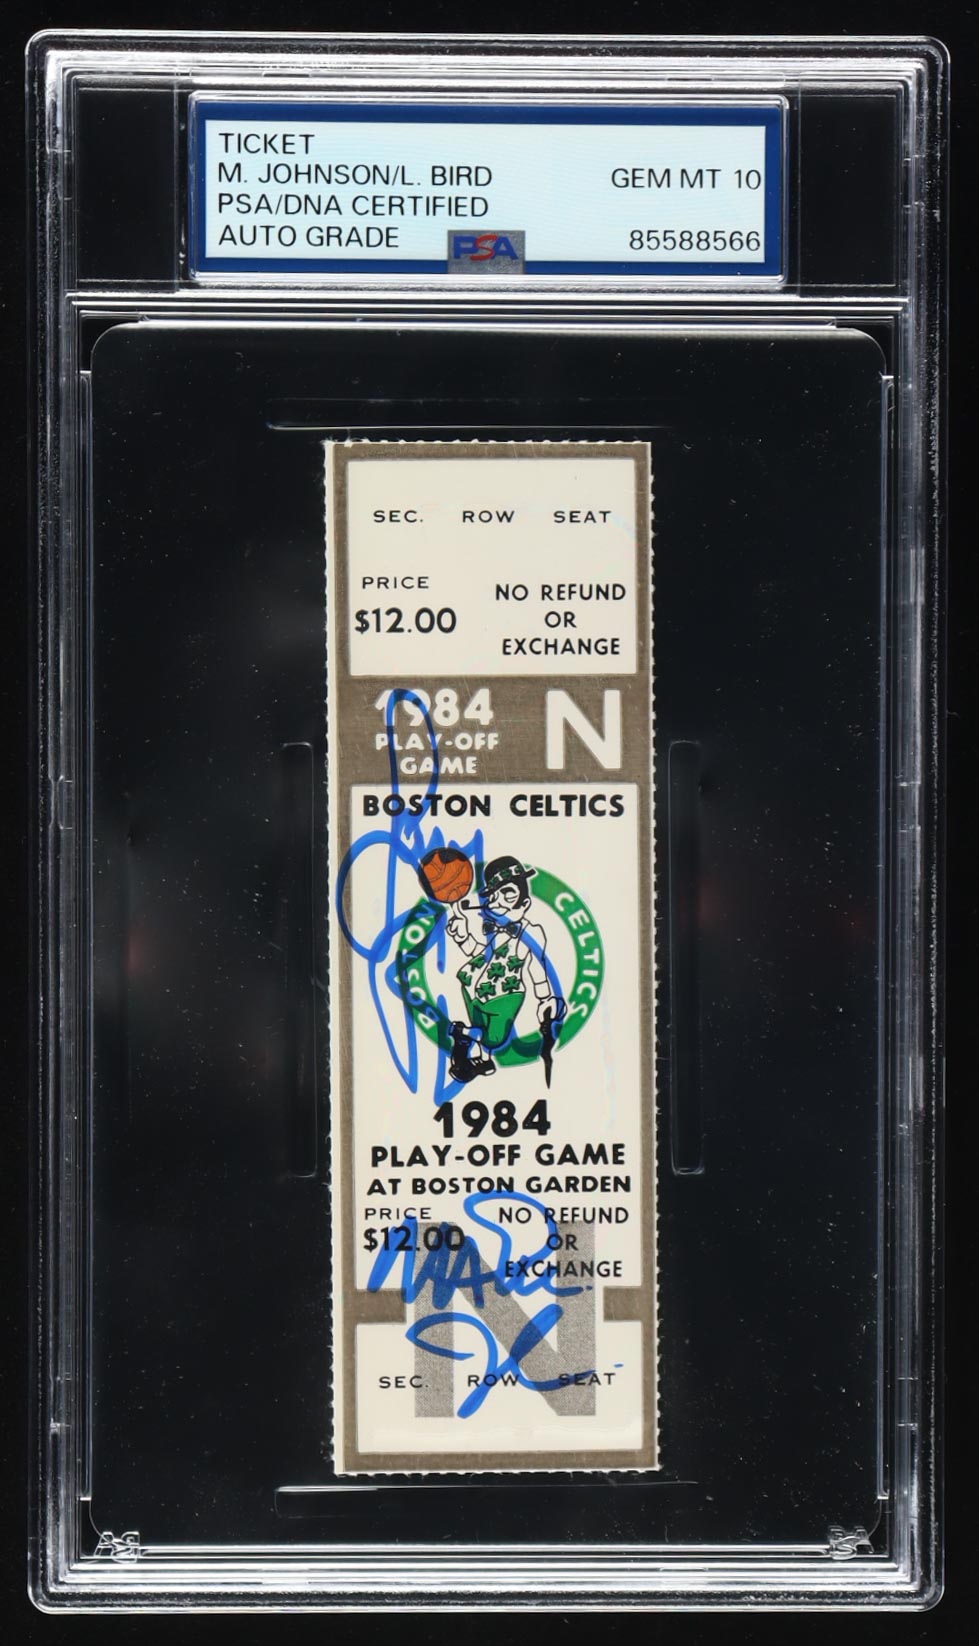 TICKET
M. JOHNSON/L. BIRD
PSA/DNA CERTIFIED
AUTO GRADE
GEM MT 10
85588566
PSA
SEC. ROW SEAT
PRICE
$12.00
NO REFUND
OR
EXCHANGE
1984
PLAY-OFF
GAME
N
BOSTON CELTICS
Larry
BOSTON CELTICS
1984
PLAY-OFF GAME
AT BOSTON GARDEN
PRICE
$12.00
NO REFUND
OR
EXCHANGE
N
SEC. ROW SEAT
PSA